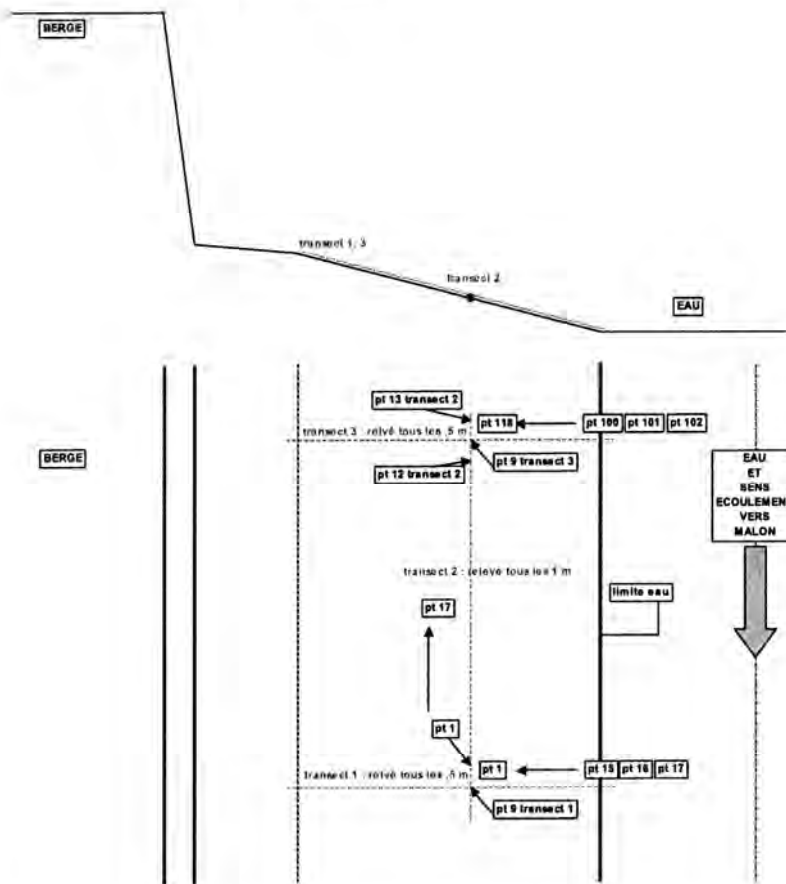 BERGE
transect 1, 3
transect 2
EAU
pt 13 transect 2
pt 118
pt 100 pt 101 pt 102
transect 3 : relvé tous les ,5 m
BERGE
pt 9 transect 3
pt 12 transect 2
EAU
ET
SENS
ECOULEMEN
VERS
MALON
transect 2 : relevé tous les 1 m
limite eau
pt 17
pt 1
pt 1
pt 15 pt 16 pt 17
transect 1 : relvé tous les ,5 m
pt 9 transect 1